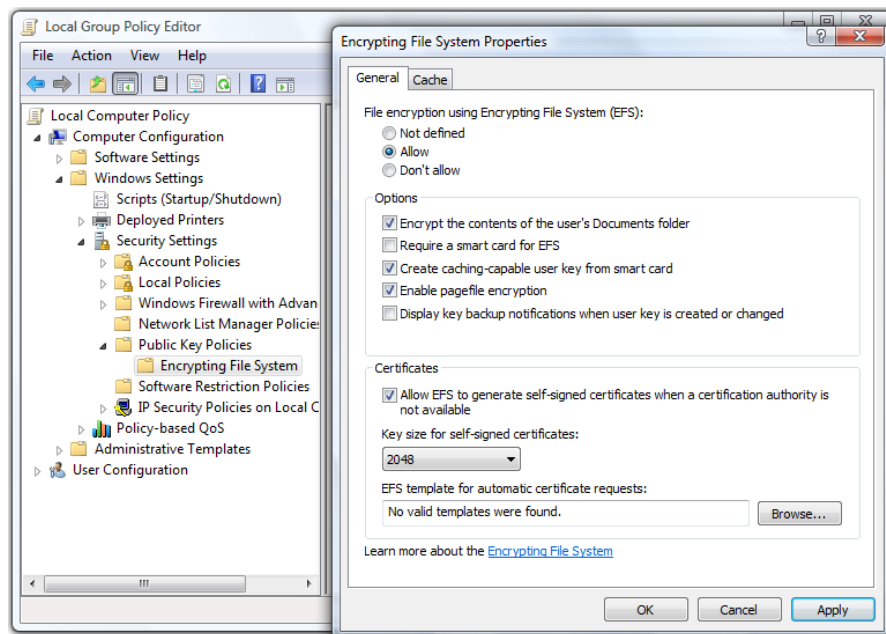 Local Group Policy Editor
File Action View Help
Local Computer Policy
Computer Configuration
Software Settings
Windows Settings
Scripts (Startup/Shutdown)
Deployed Printers
Security Settings
Account Policies
Local Policies
Windows Firewall with Advan
Network List Manager Policie
Public Key Policies
Encrypting File System
Software Restriction Policies
IP Security Policies on Local C
Policy-based QoS
Administrative Templates
User Configuration
Encrypting File System Properties
General Cache
File encryption using Encrypting File System (EFS):
Not defined
Allow
Don't allow
Options
Encrypt the contents of the user's Documents folder
Require a smart card for EFS
Create caching-capable user key from smart card
Enable pagefile encryption
Display key backup notifications when user key is created or changed
Certificates
Allow EFS to generate self-signed certificates when a certification authority is
not available
Key size for self-signed certificates:
2048
EFS template for automatic certificate requests:
No valid templates were found.
Browse...
Learn more about the Encrypting File System
OK Cancel Apply